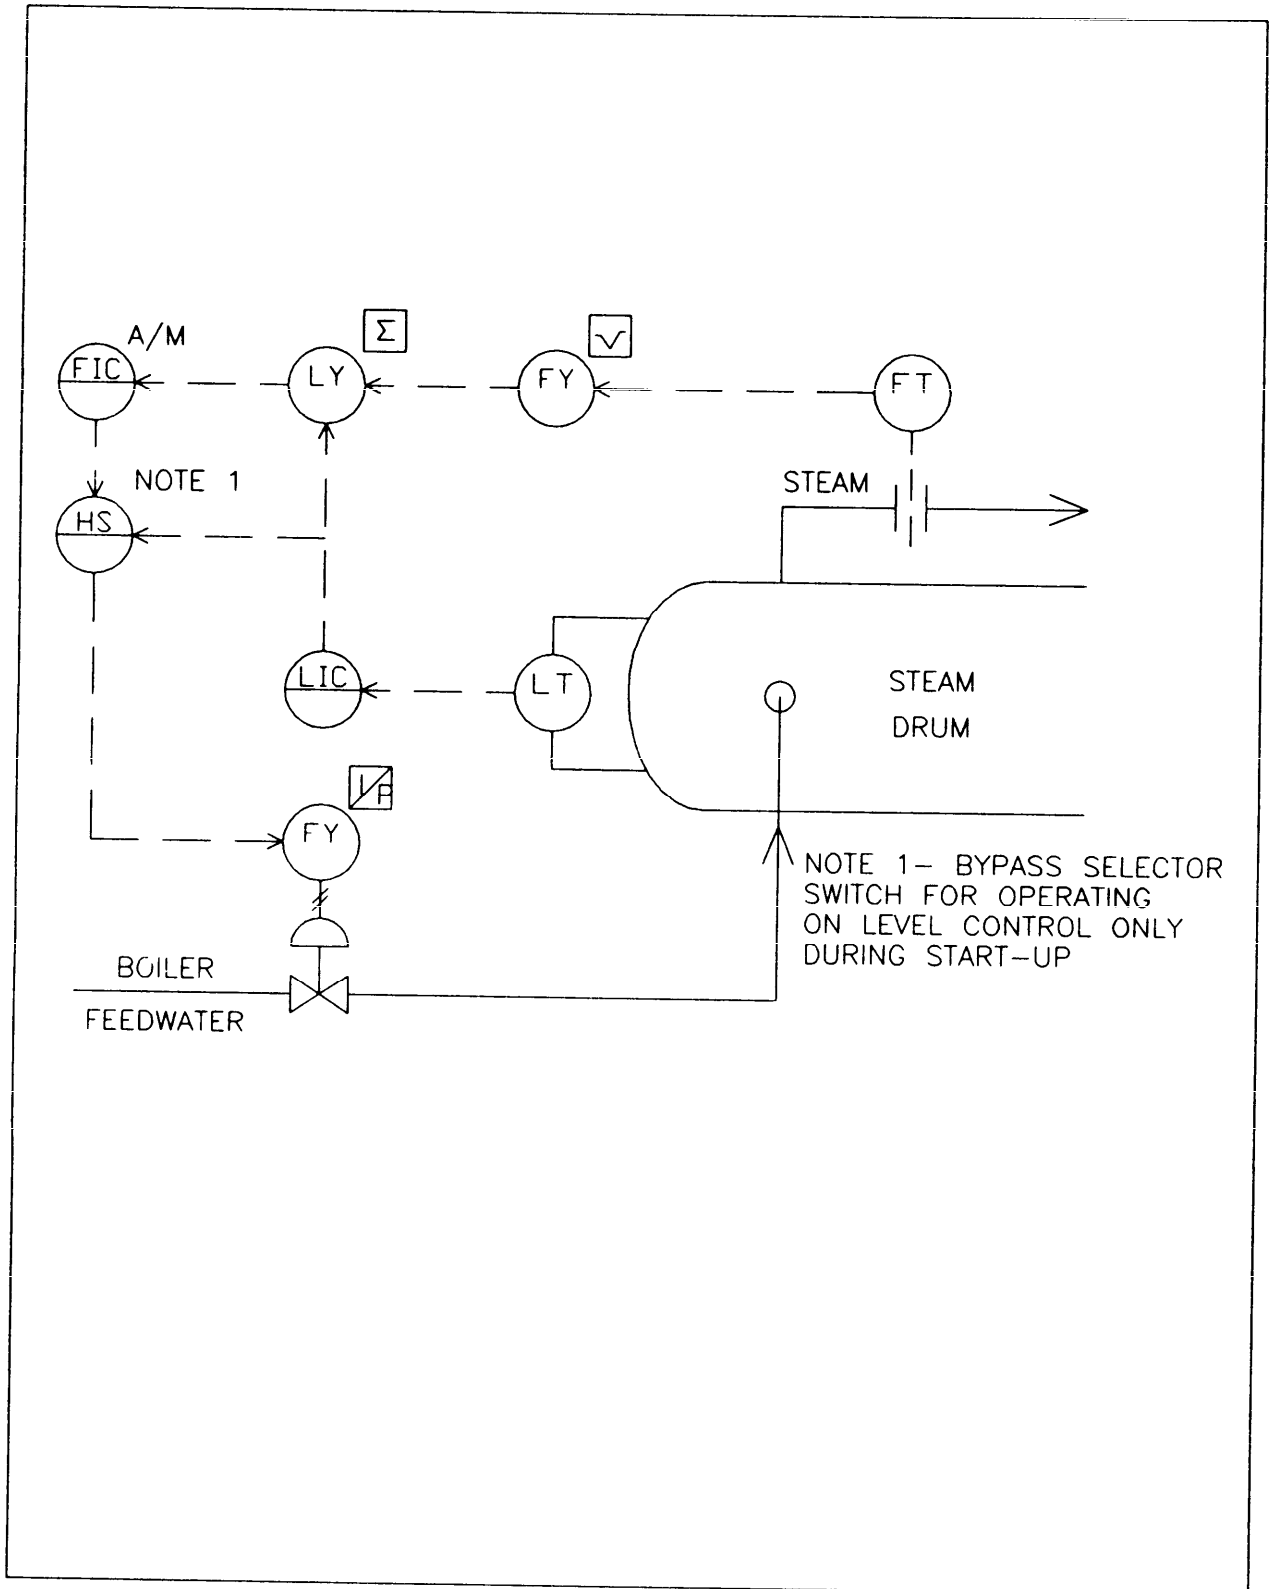 A/M
Σ
√
FIC
LY
FY
FT
NOTE 1
STEAM
HS
LIC
LT
STEAM
DRUM
I/P
FY
NOTE 1- BYPASS SELECTOR
SWITCH FOR OPERATING
ON LEVEL CONTROL ONLY
DURING START-UP
BOILER
FEEDWATER